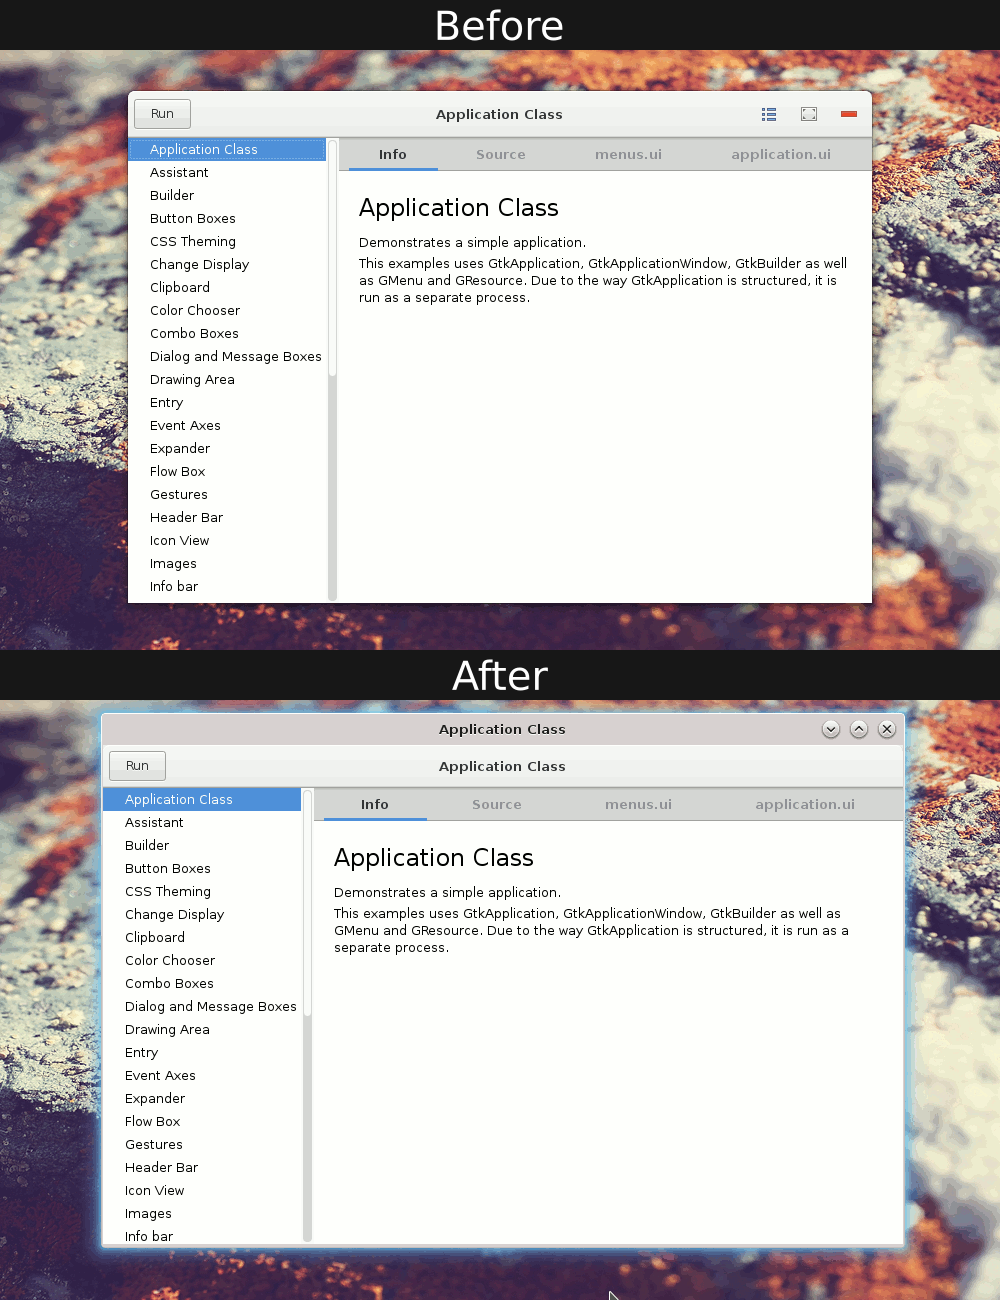 Before
Run
Application Class
Application Class
Assistant
Builder
Button Boxes
CSS Theming
Change Display
Clipboard
Color Chooser
Combo Boxes
Dialog and Message Boxes
Drawing Area
Entry
Event Axes
Expander
Flow Box
Gestures
Header Bar
Icon View
Images
Info bar
Info Source menus.ui application.ui
Application Class
Demonstrates a simple application.
This examples uses GtkApplication, GtkApplicationWindow, GtkBuilder as well
as GMenu and GResource. Due to the way GtkApplication is structured, it is
run as a separate process.
After
Application Class
Run
Application Class
Application Class
Assistant
Builder
Button Boxes
CSS Theming
Change Display
Clipboard
Color Chooser
Combo Boxes
Dialog and Message Boxes
Drawing Area
Entry
Event Axes
Expander
Flow Box
Gestures
Header Bar
Icon View
Images
Info bar
Info Source menus.ui application.ui
Application Class
Demonstrates a simple application.
This examples uses GtkApplication, GtkApplicationWindow, GtkBuilder as well as
GMenu and GResource. Due to the way GtkApplication is structured, it is run as a
separate process.